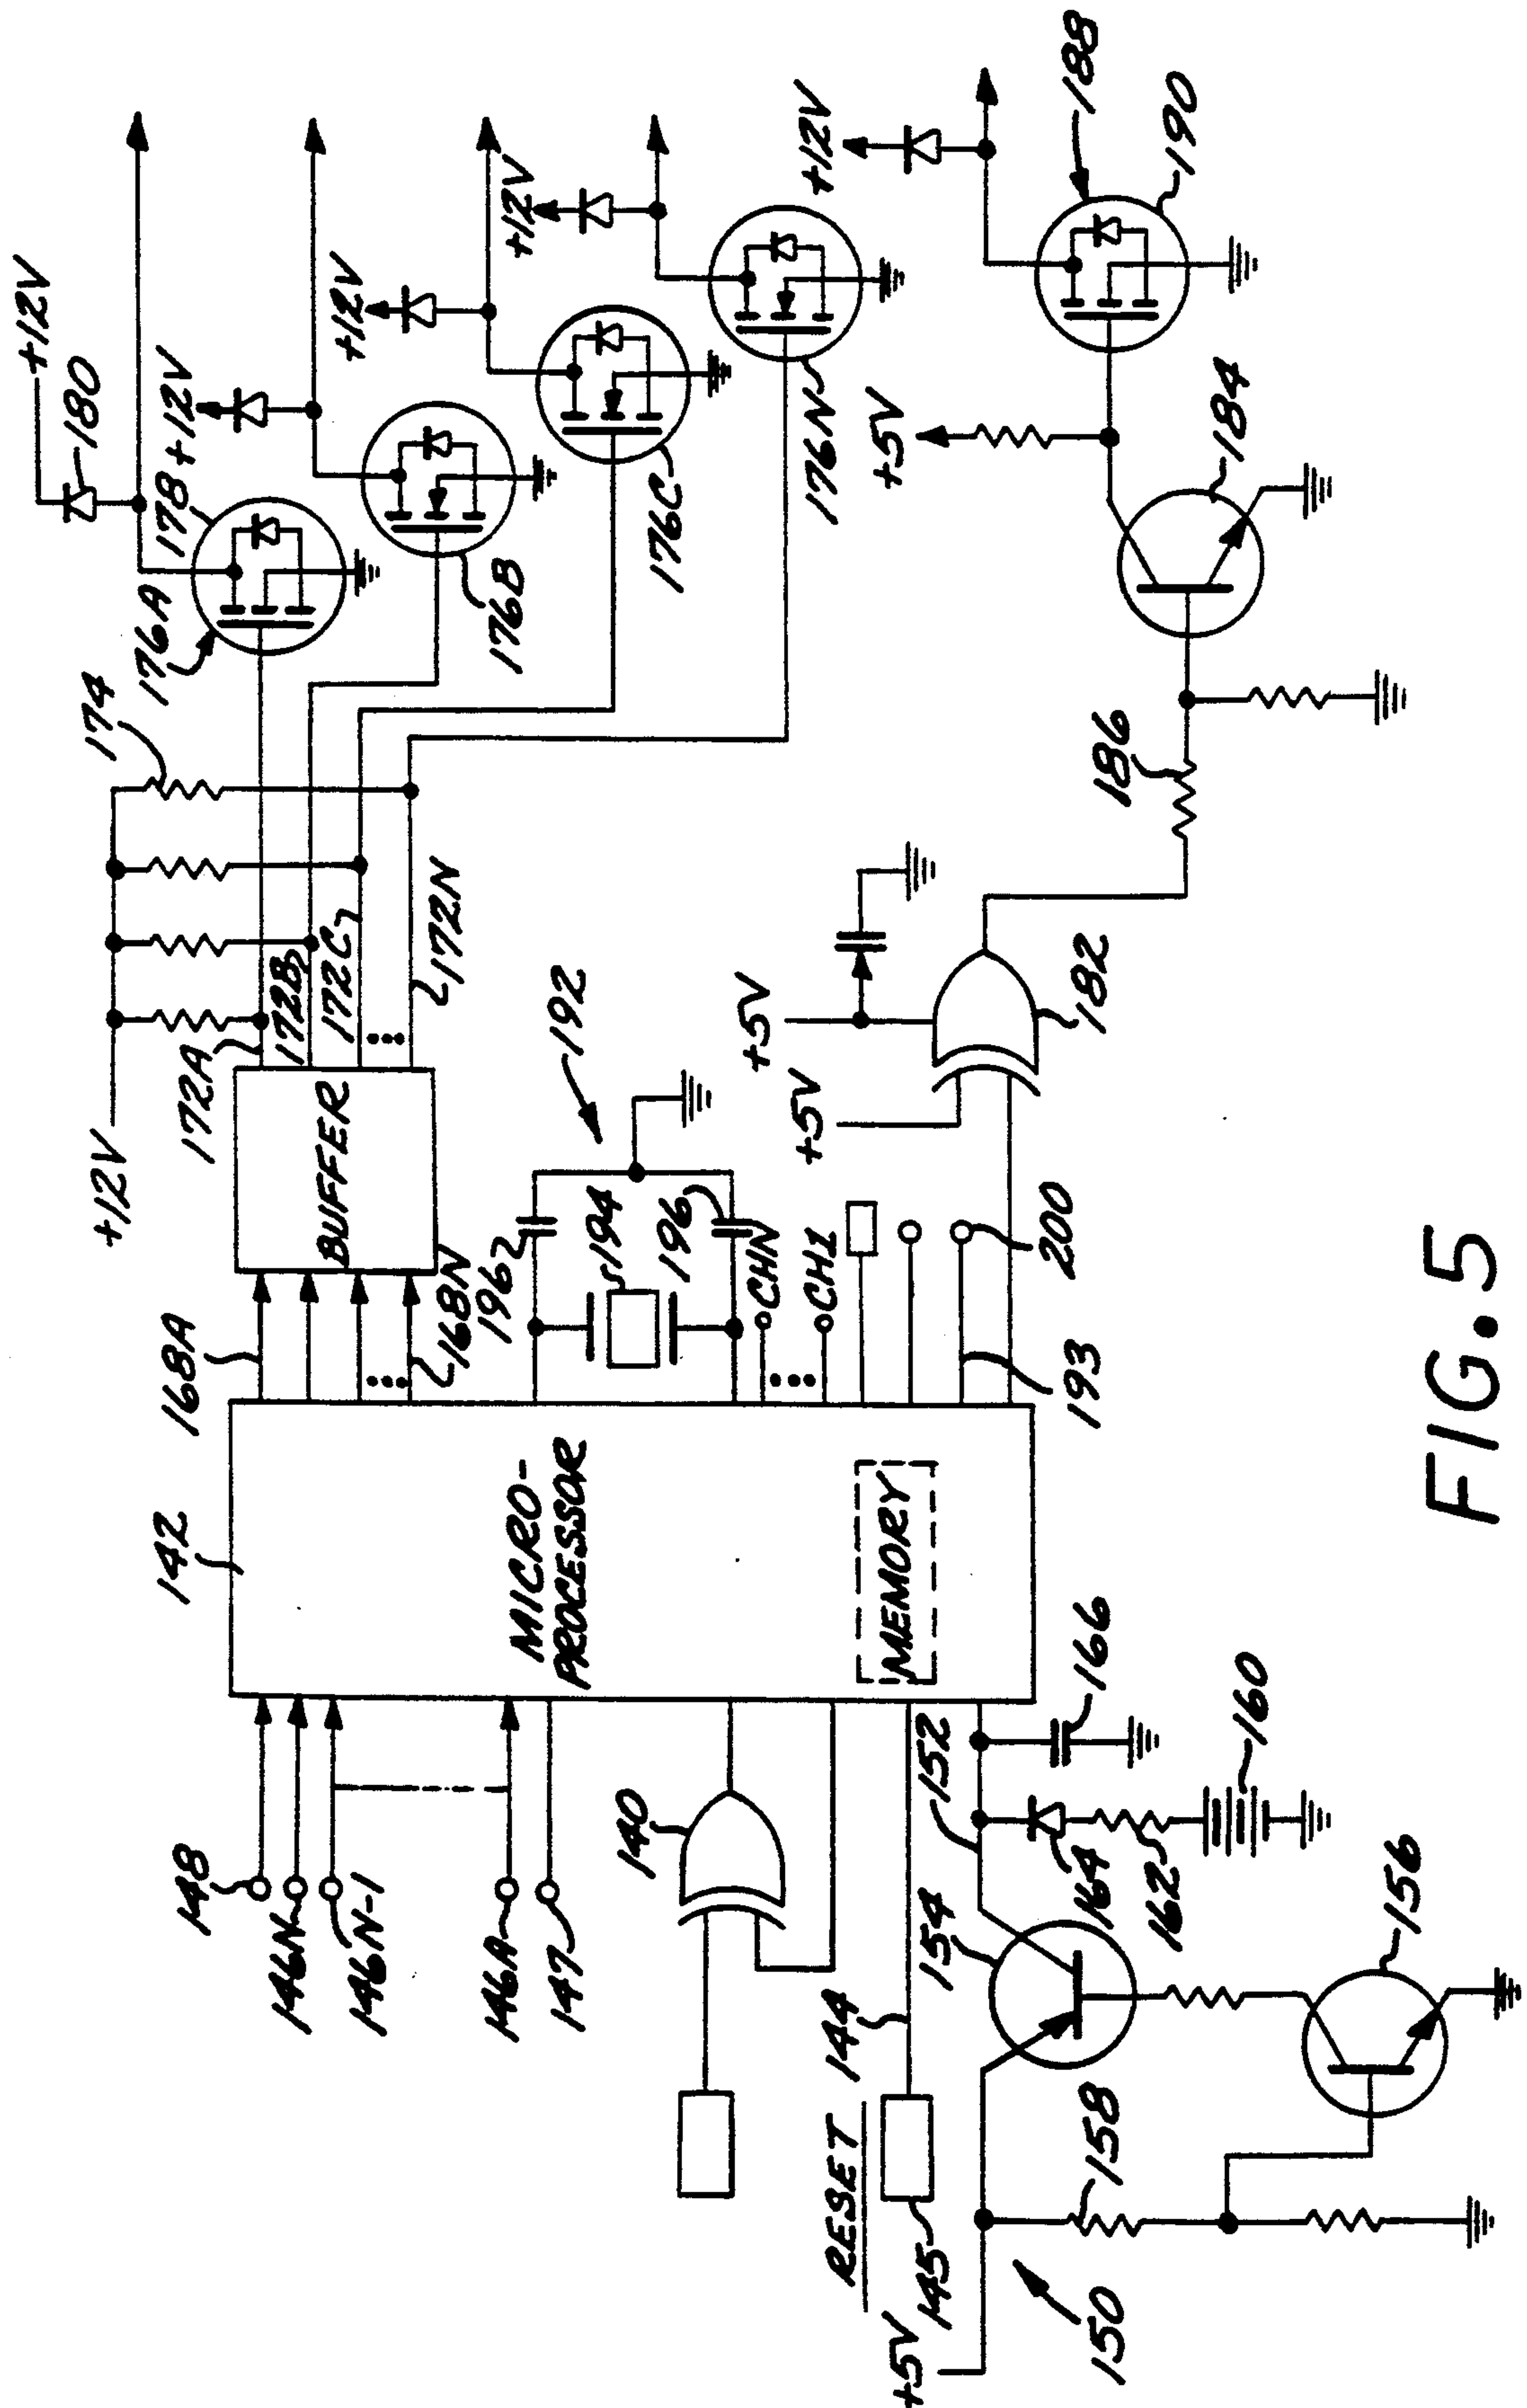 +12V
180
178
+12V
+12V
+12V
+12V
188
190
176A
176B
176C
176N
+5V
184
174
186
+12V
172A
172B
172C
172N
BUFFER
168A
168N
192
196
194
196
CHN
CH1
+5V
+5V
182
200
193
142
MICRO-
PROCESSOR
MEMORY
148
146N
146N-1
146A
147
140
144
RESET
145
152
154
164
162
166
160
156
158
150
+5V
FIG. 5